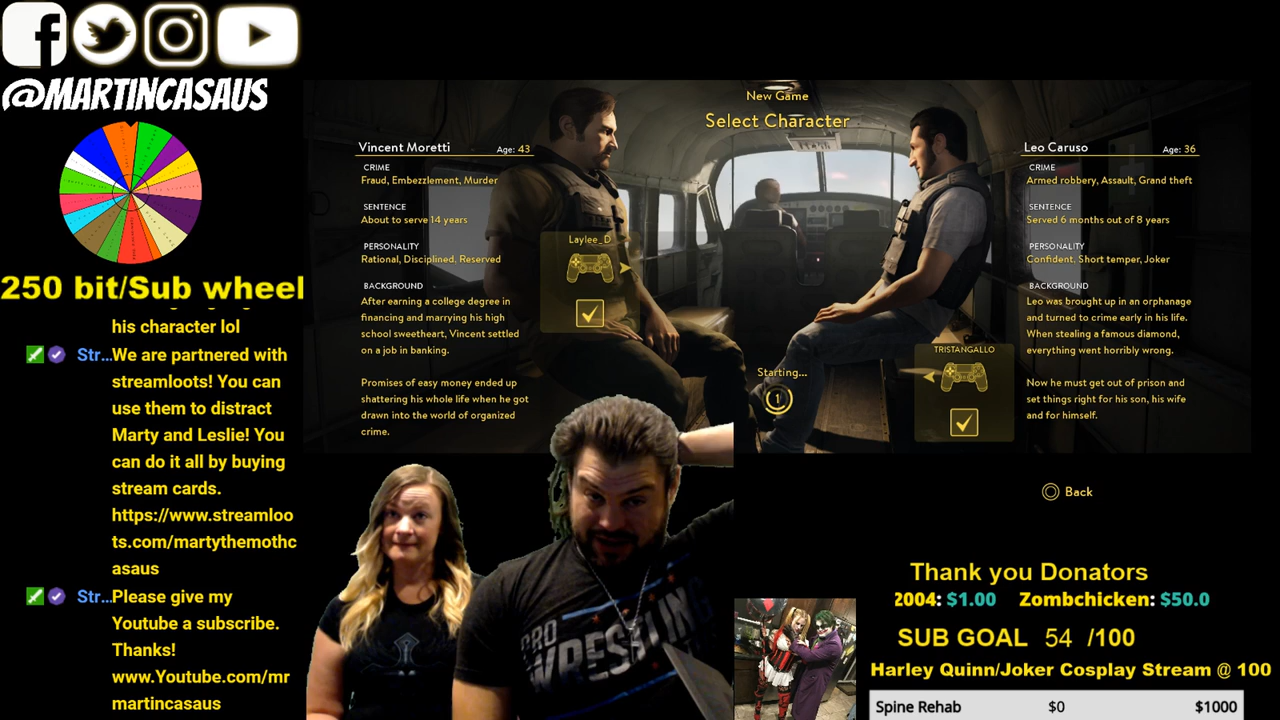 @MARTINCASAUS
250 bit/Sub wheel
his character lol
Str...We are partnered with
streamloots! You can
use them to distract
Marty and Leslie! You
can do it all by buying
stream cards.
https://www.streamloo
ts.com/martythemothc
asaus
Str...Please give my
Youtube a subscribe.
Thanks!
www.Youtube.com/mr
martincasaus
New Game
Select Character
Vincent Moretti Age: 43
CRIME
Fraud, Embezzlement, Murder
SENTENCE
About to serve 14 years
PERSONALITY
Rational, Disciplined, Reserved
BACKGROUND
After earning a college degree in
financing and marrying his high
school sweetheart, Vincent settled
on a job in banking.
Promises of easy money ended up
shattering his whole life when he got
drawn into the world of organized
crime.
Laylee_D
Starting...
1
TRISTANGALLO
Leo Caruso Age: 36
CRIME
Armed robbery, Assault, Grand theft
SENTENCE
Served 6 months out of 8 years
PERSONALITY
Confident, Short temper, Joker
BACKGROUND
Leo was brought up in an orphanage
and turned to crime early in his life.
When stealing a famous diamond,
everything went horribly wrong.
Now he must get out of prison and
set things right for his son, his wife
and for himself.
Back
PRO
WRESTLING
Thank you Donators
2004: $1.00 Zombchicken: $50.0
SUB GOAL 54 /100
Harley Quinn/Joker Cosplay Stream @ 100
Spine Rehab $0 $1000